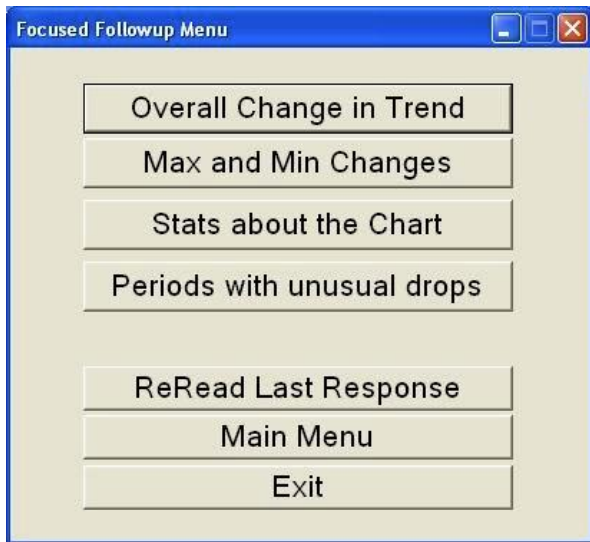 Focused Followup Menu
Overall Change in Trend
Max and Min Changes
Stats about the Chart
Periods with unusual drops
ReRead Last Response
Main Menu
Exit